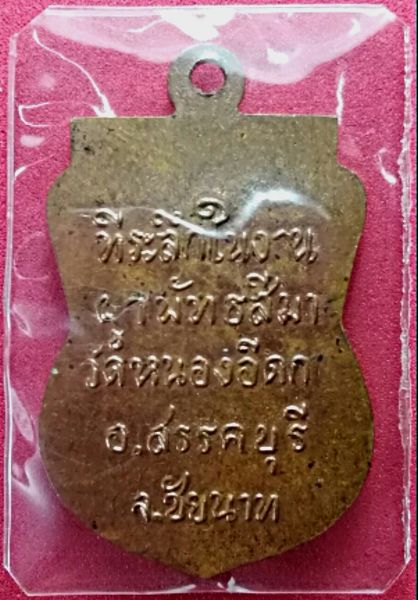 ที่ระลึกในงาน
ผูกพัทธสีมา
วัดหนองอีดก
อ.สรรคบุรี
จ.ชัยนาท